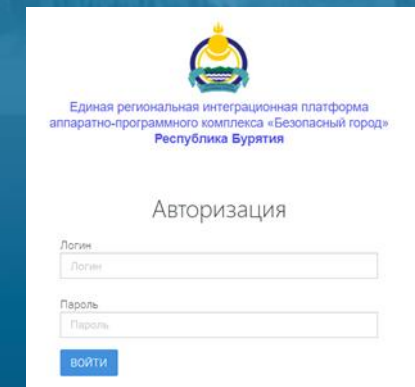 Единая региональная интеграционная платформа
аппаратно-программного комплекса «Безопасный город»
Республика Бурятия
Авторизация
Логин
Логин
Пароль
Пароль
ВОЙТИ